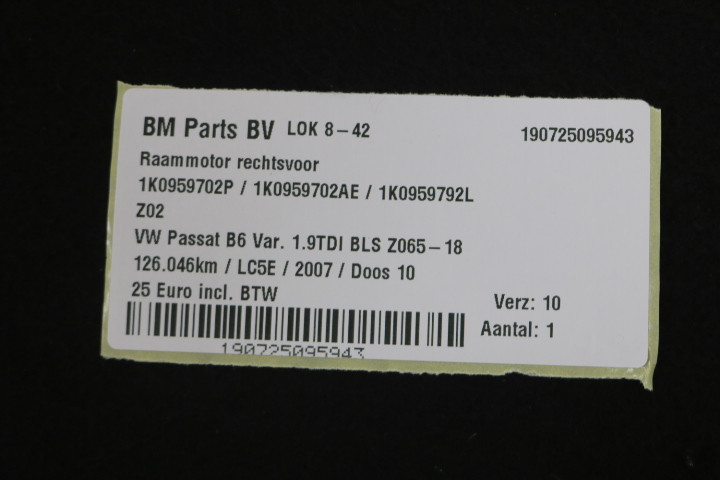 BM Parts BV LOK 8-42 190725095943
Raammotor rechtsvoor
1K0959702P / 1K0959702AE / 1K0959792L
Z02
VW Passat B6 Var. 1.9TDI BLS Z065-18
126.046km / LC5E / 2007 / Doos 10
25 Euro incl. BTW Verz: 10
Aantal: 1
190725095943